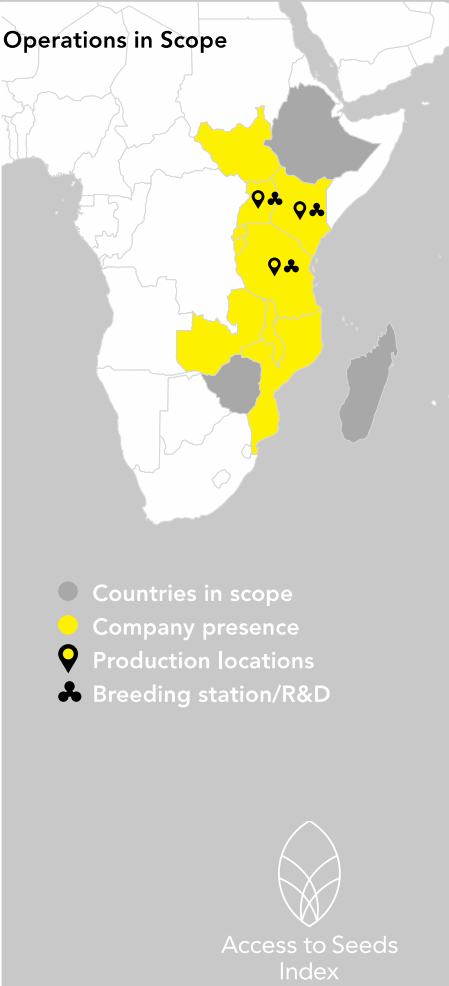 Operations in Scope
Countries in scope
Company presence
Production locations
Breeding station/R&D
Access to Seeds
Index